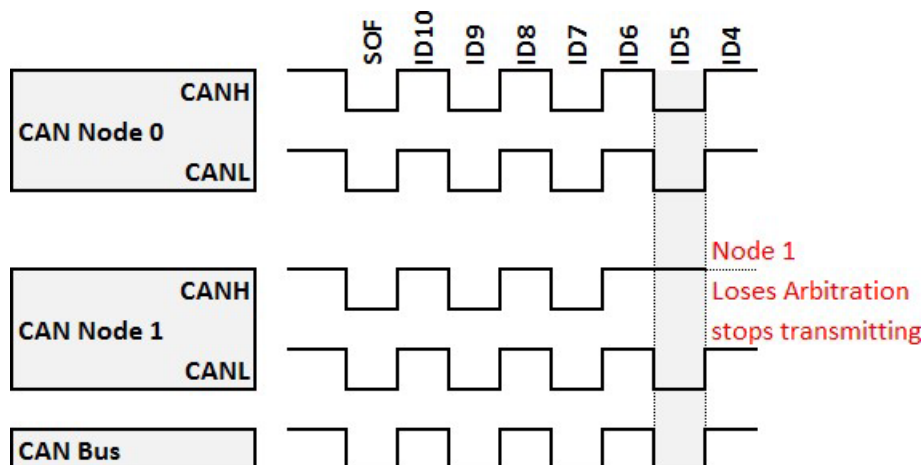 SOF ID10 ID9 ID8 ID7 ID6 ID5 ID4
CANH
CAN Node 0
CANL
Node 1
CANH
Loses Arbitration
CAN Node 1
stops transmitting
CANL
CAN Bus